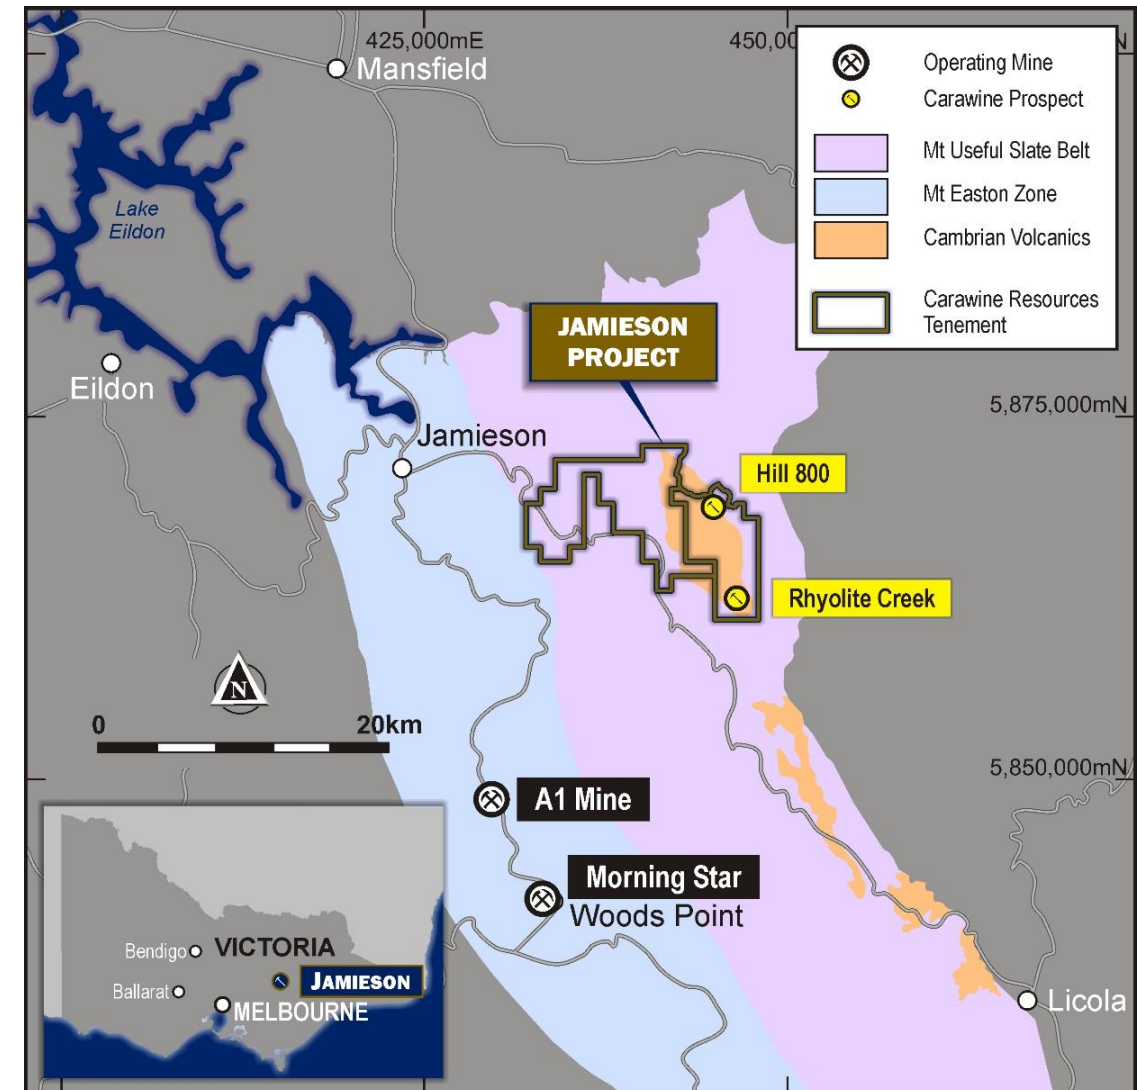 425,000mE
450,00
N
Mansfield
Operating Mine
Carawine Prospect
Mt Useful Slate Belt
Mt Easton Zone
Cambrian Volcanics
Carawine Resources
Tenement
Lake
Eildon
JAMIESON
PROJECT
Eildon
5,875,000mN
Jamieson
Hill 800
Rhyolite Creek
N
0 20km
5,850,000mN
A1 Mine
Morning Star
Woods Point
Bendigo
VICTORIA
JAMIESON
Ballarat
MELBOURNE
Licola